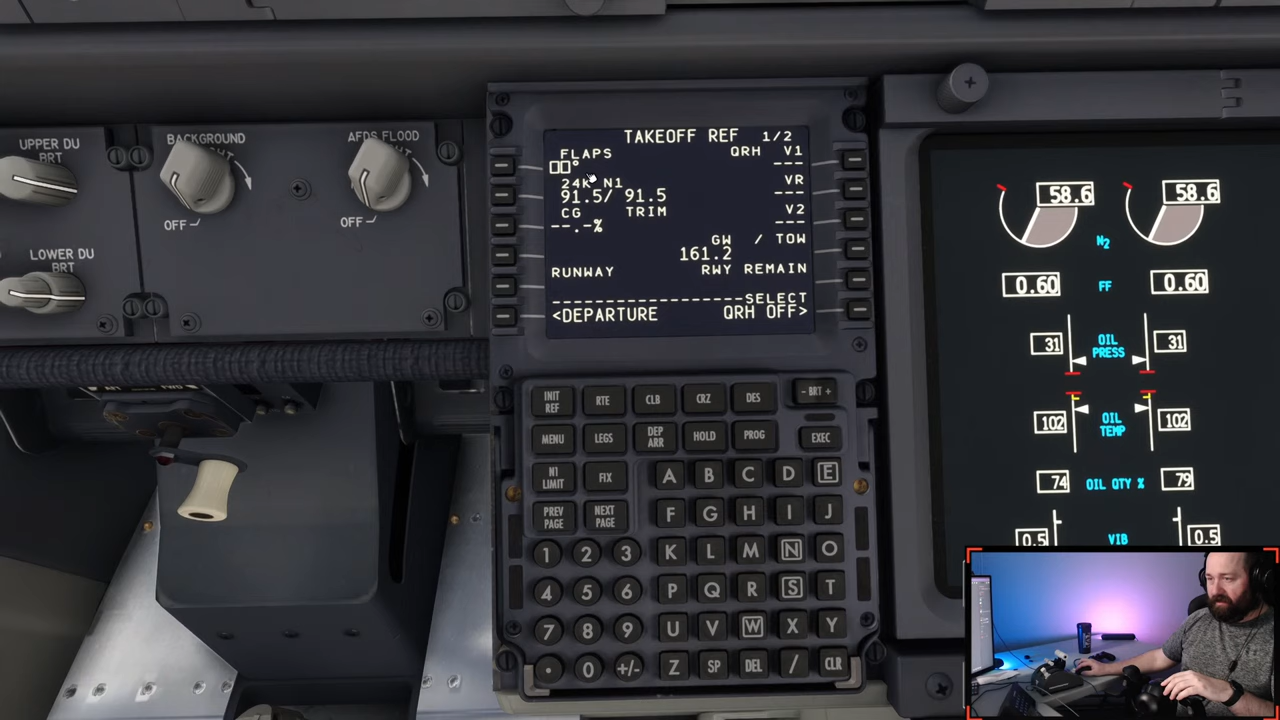 UPPER DU
BRT
BACKGROUND
OFF
AFDS FLOOD
OFF
LOWER DU
BRT
TAKEOFF REF 1/2
FLAPS QRH V1
□□° ---
24K N1 VR
91.5/ 91.5 ---
CG TRIM V2
--.-% ---
GW / TOW
161.2
RUNWAY RWY REMAIN
--------------------SELECT
<DEPARTURE QRH OFF>
INIT REF RTE CLB CRZ DES - BRT +
MENU LEGS DEP ARR HOLD PROG EXEC
N1 LIMIT FIX A B C D E
PREV PAGE NEXT PAGE F G H I J
1 2 3 K L M N O
4 5 6 P Q R S T
7 8 9 U V W X Y
. 0 +/- Z SP DEL / CLR
58.6 58.6
N2
0.60 FF 0.60
31 OIL PRESS 31
102 OIL TEMP 102
74 OIL QTY % 79
0.5 VIB 0.5